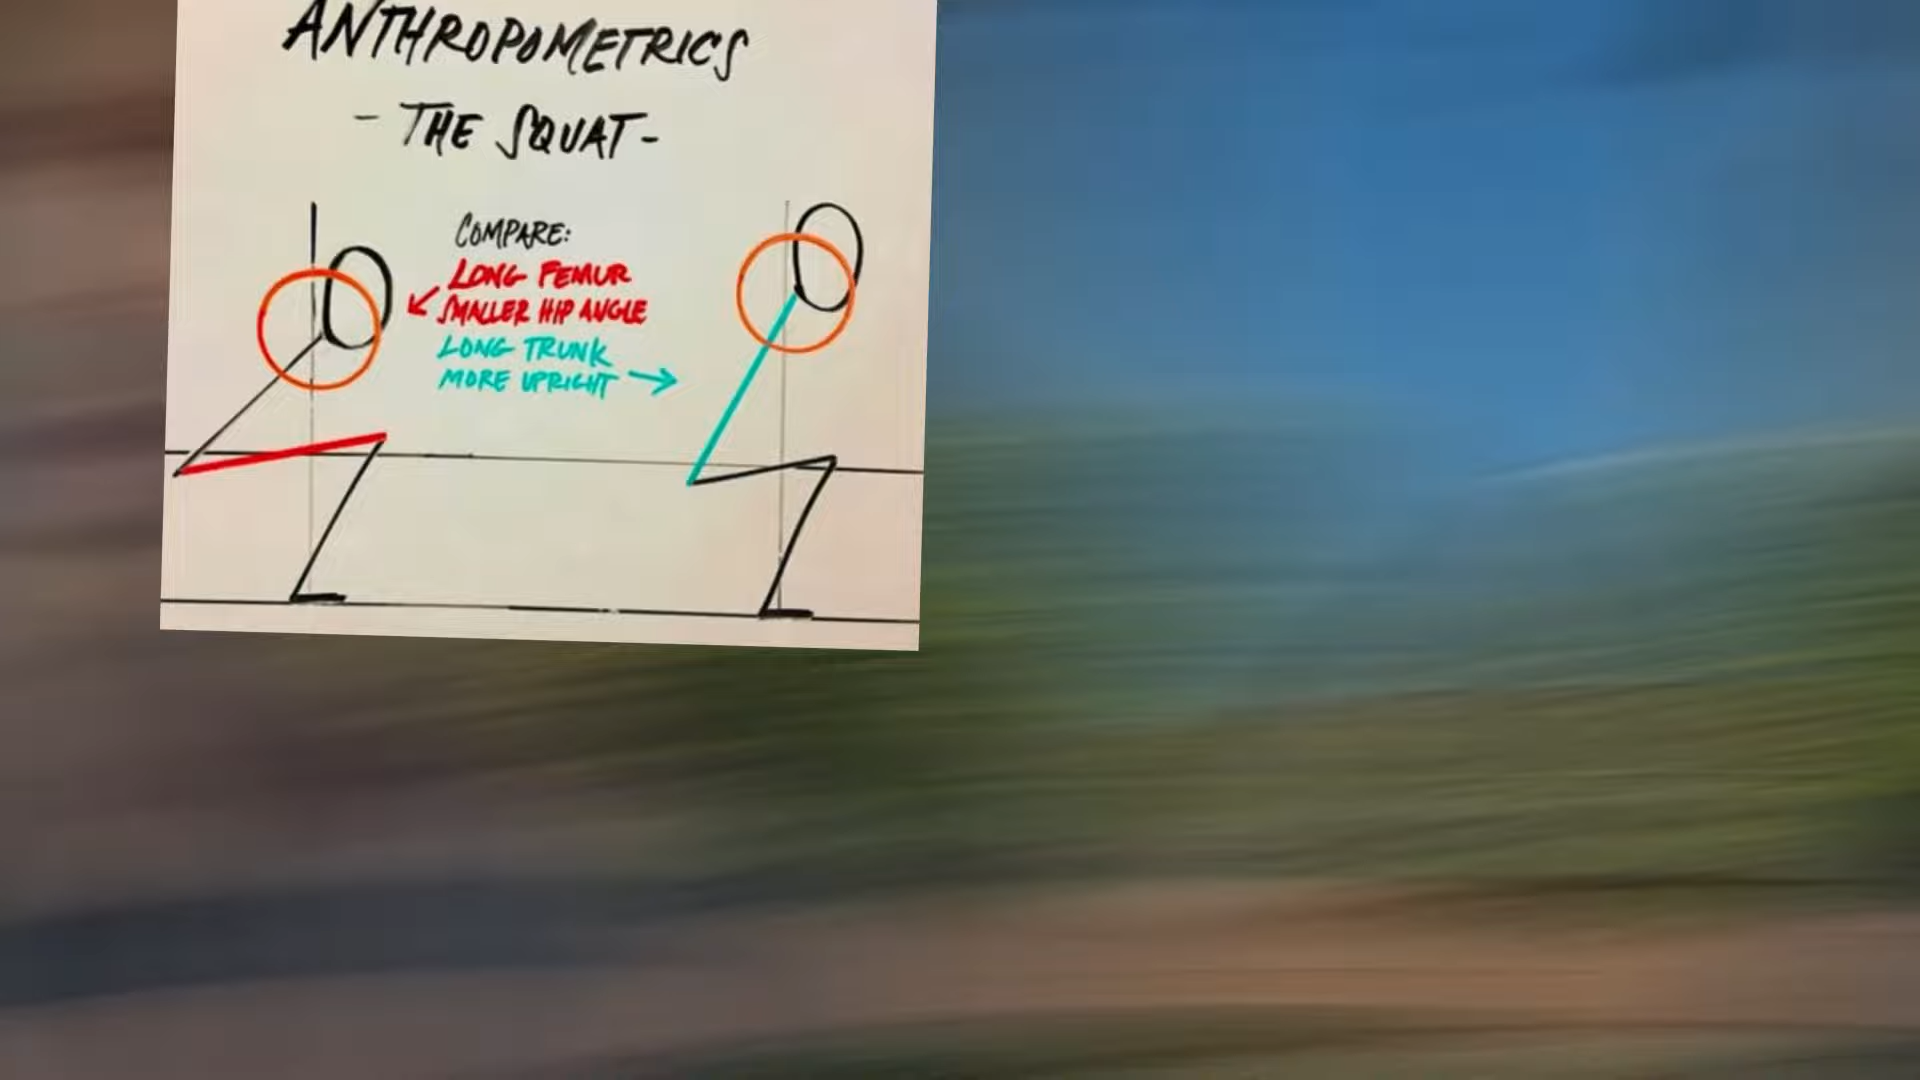 ANTHROPOMETRICS
- THE SQUAT -
COMPARE:
LONG FEMUR
SMALLER HIP ANGLE
LONG TRUNK
MORE UPRIGHT